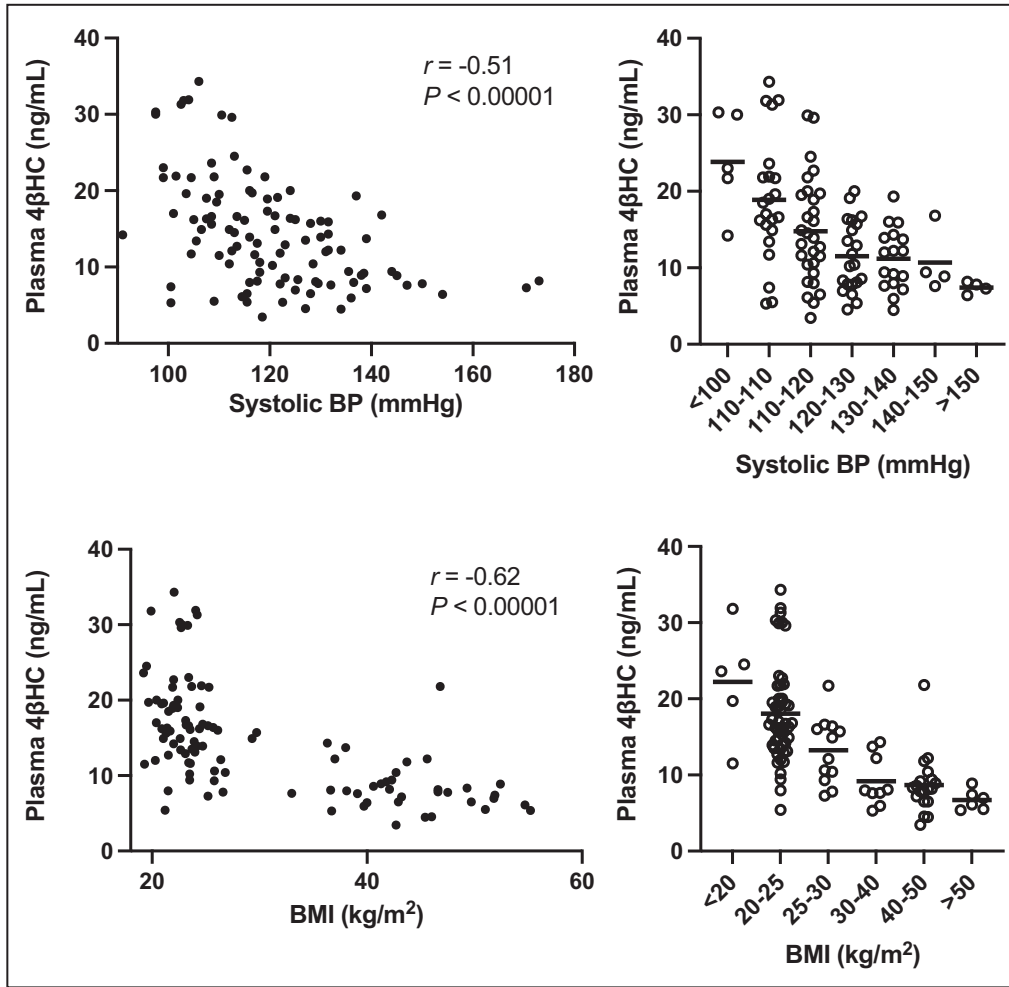 40
30
20
10
0
Plasma 4βHC (ng/mL)
r = -0.51
P < 0.00001
100 120 140 160 180
Systolic BP (mmHg)
40
30
20
10
0
Plasma 4βHC (ng/mL)
<100 110-110 110-120 120-130 130-140 140-150 >150
Systolic BP (mmHg)
40
30
20
10
0
Plasma 4βHC (ng/mL)
r = -0.62
P < 0.00001
20 40 60
BMI (kg/m²)
40
30
20
10
0
Plasma 4βHC (ng/mL)
<20 20-25 25-30 30-40 40-50 >50
BMI (kg/m²)